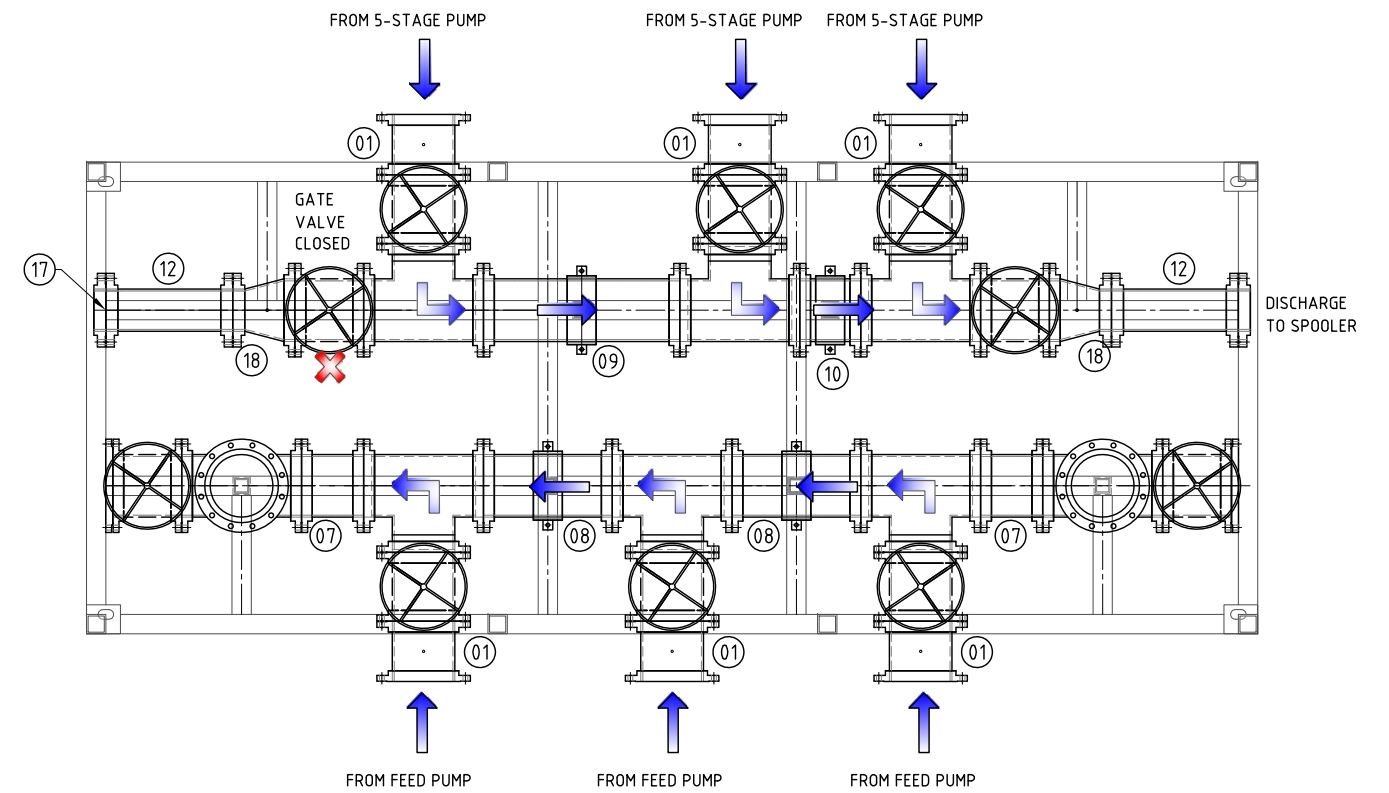 FROM 5-STAGE PUMP
FROM 5-STAGE PUMP
FROM 5-STAGE PUMP
01
01
01
GATE
VALVE
CLOSED
17
12
12
DISCHARGE
TO SPOOLER
18
09
10
18
07
08
08
07
01
01
01
FROM FEED PUMP
FROM FEED PUMP
FROM FEED PUMP